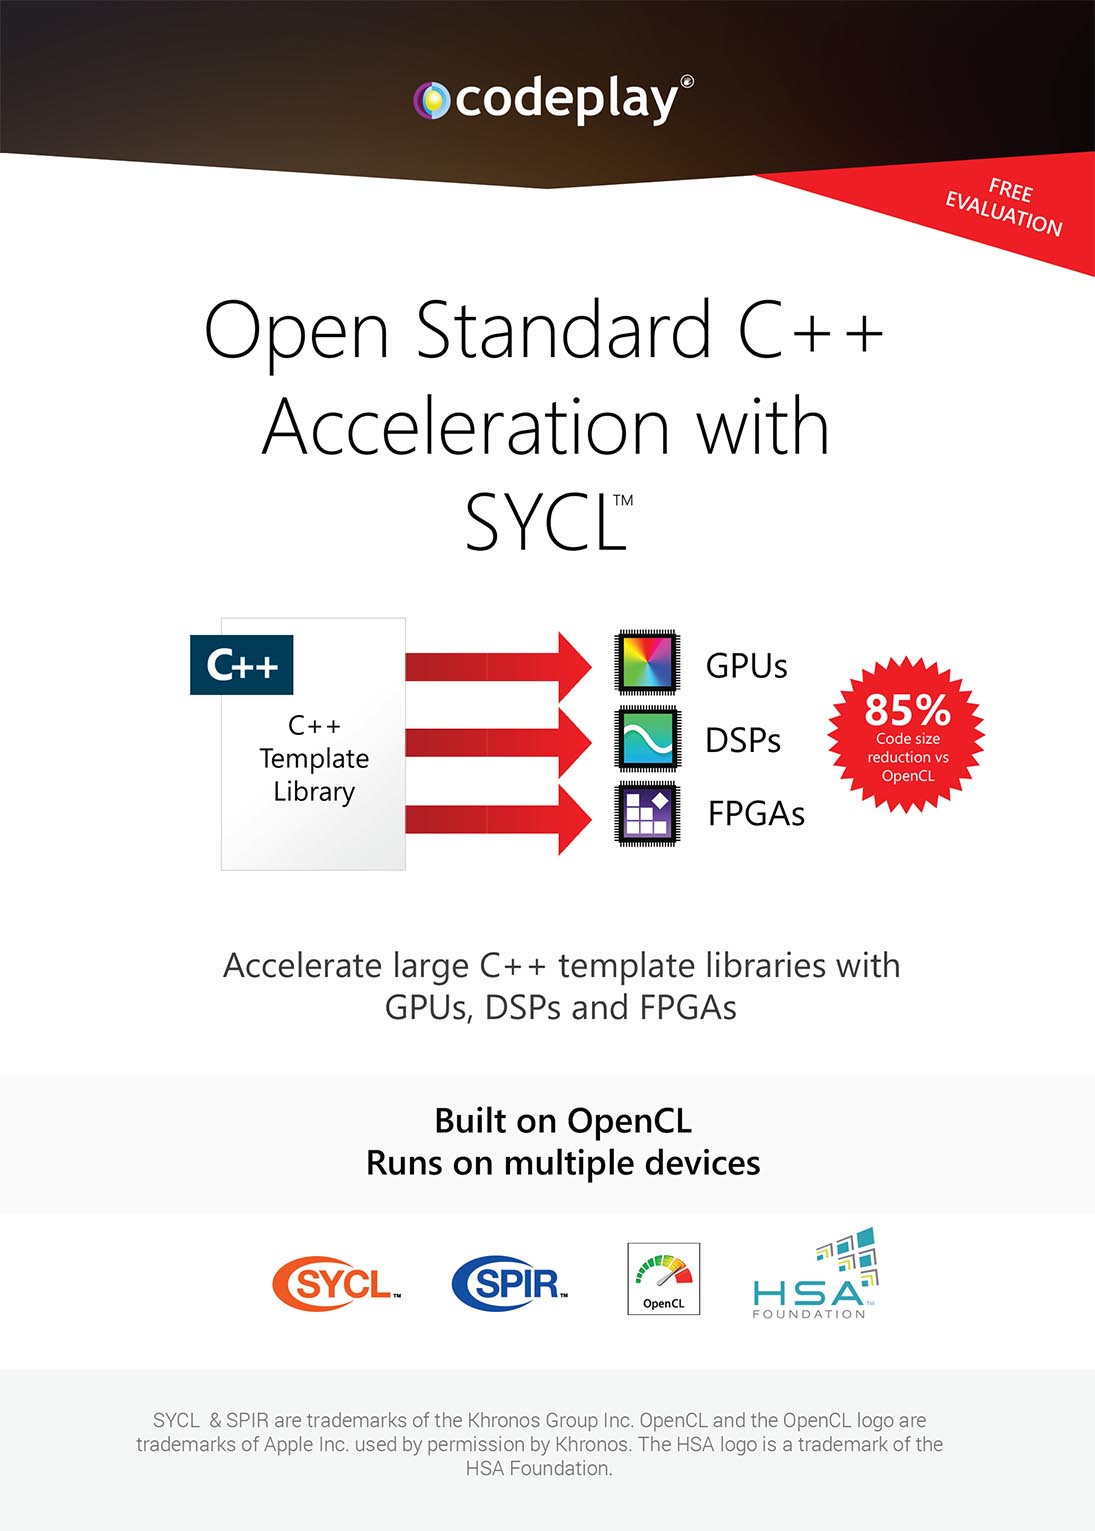 codeplay®
FREE
EVALUATION
Open Standard C++
Acceleration with
SYCL™
C++
C++
Template
Library
GPUs
DSPs
FPGAs
85%
Code size
reduction vs
OpenCL
Accelerate large C++ template libraries with
GPUs, DSPs and FPGAs
Built on OpenCL
Runs on multiple devices
SYCL™
SPIR™
OpenCL
HSA™
FOUNDATION
SYCL & SPIR are trademarks of the Khronos Group Inc. OpenCL and the OpenCL logo are
trademarks of Apple Inc. used by permission by Khronos. The HSA logo is a trademark of the
HSA Foundation.